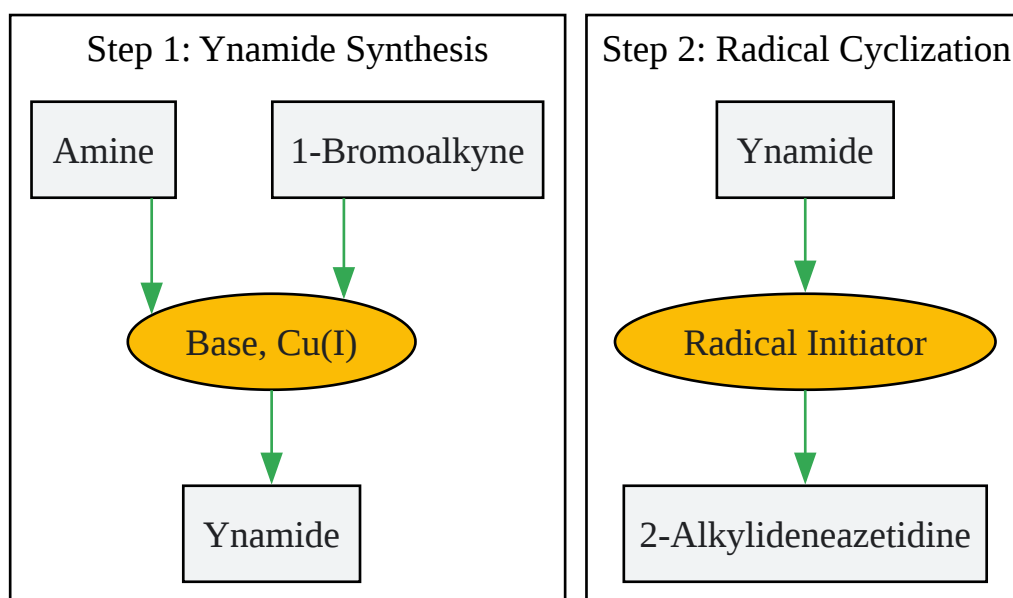 Step 1: Ynamide Synthesis
Amine
1-Bromoalkyne
Base, Cu(I)
Ynamide
Step 2: Radical Cyclization
Ynamide
Radical Initiator
2-Alkylideneazetidine